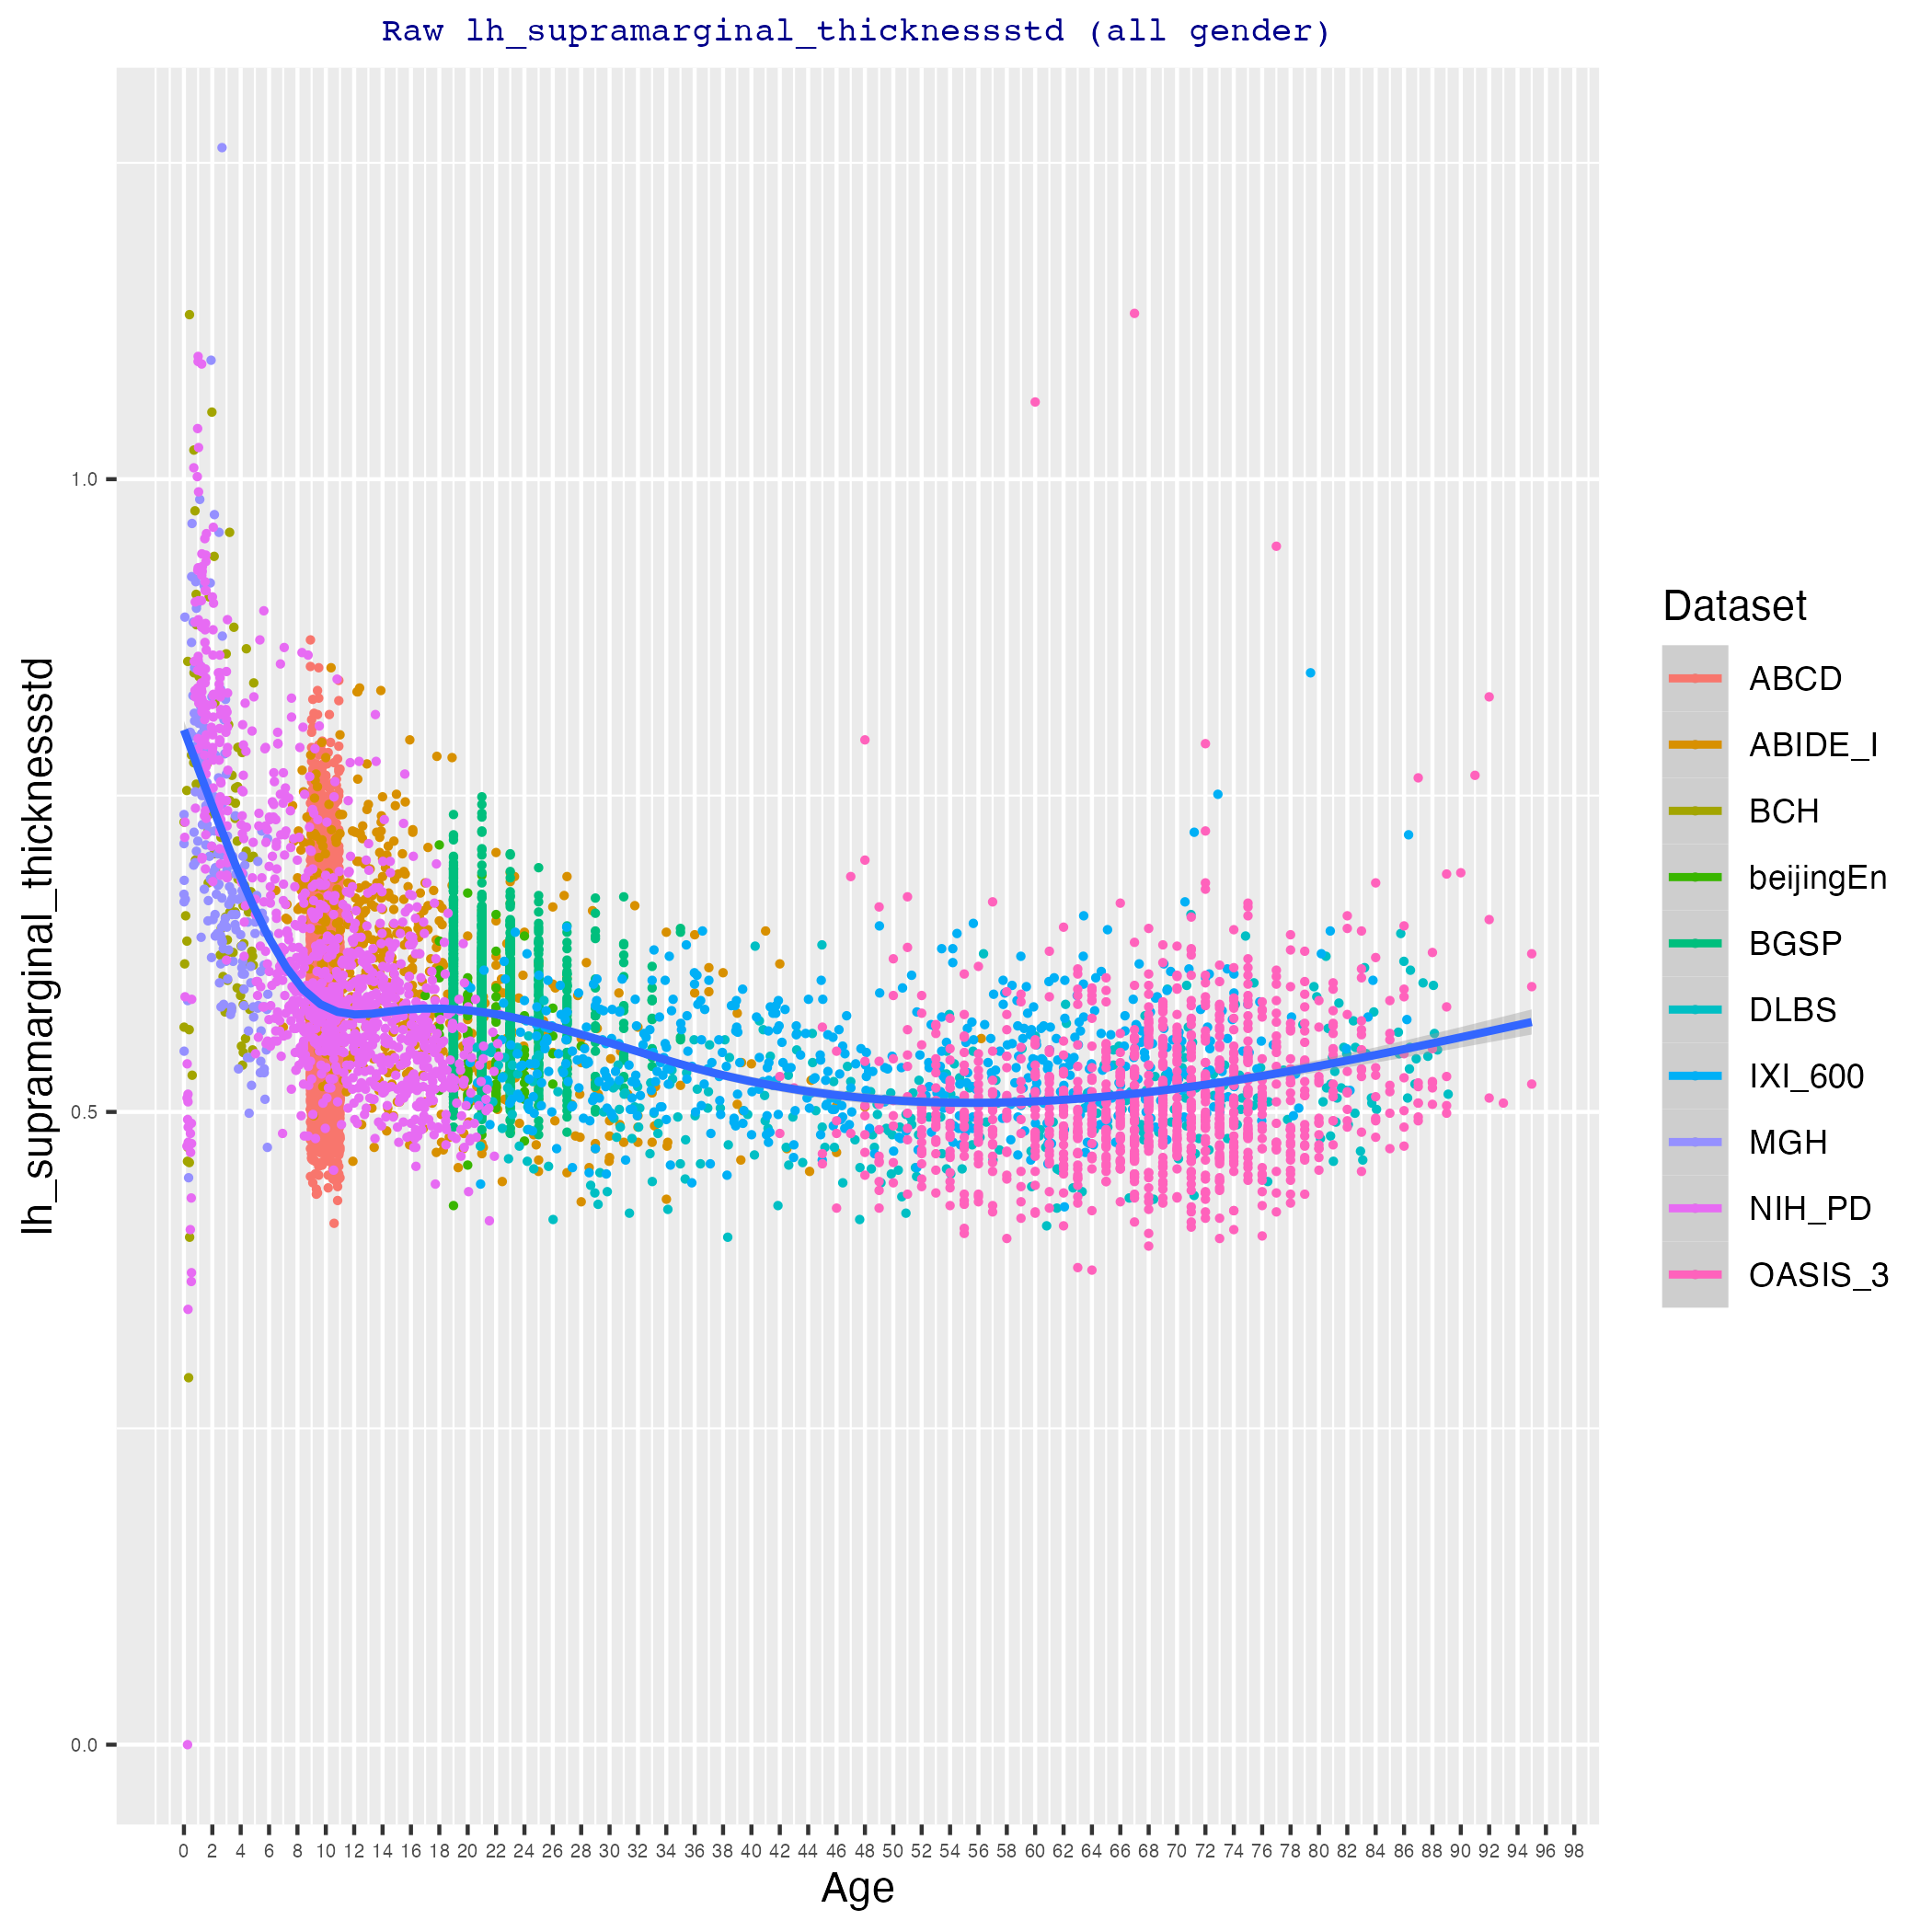 Raw lh_supramarginal_thicknessstd (all gender)
lh_supramarginal_thicknessstd
1.0
0.5
0.0
0 2 4 6 8 10 12 14 16 18 20 22 24 26 28 30 32 34 36 38 40 42 44 46 48 50 52 54 56 58 60 62 64 66 68 70 72 74 76 78 80 82 84 86 88 90 92 94 96 98
Age
Dataset
ABCD
ABIDE_I
BCH
beijingEn
BGSP
DLBS
IXI_600
MGH
NIH_PD
OASIS_3